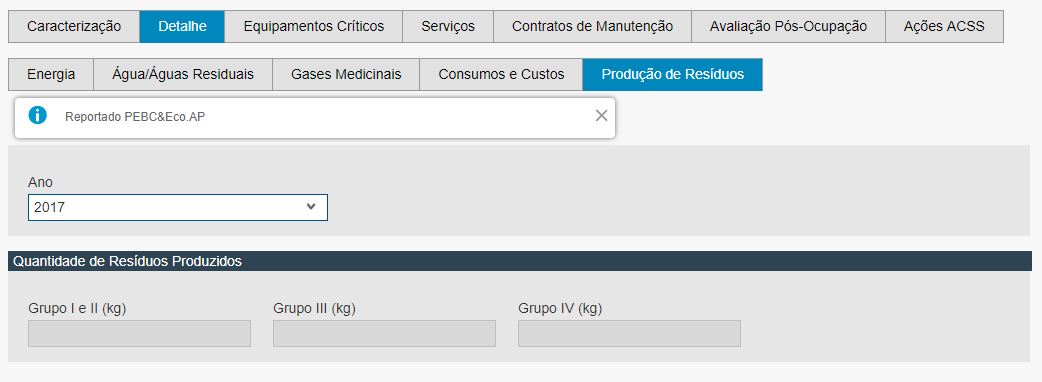 Caracterização Detalhe Equipamentos Críticos Serviços Contratos de Manutenção Avaliação Pós-Ocupação Ações ACSS
Energia Água/Águas Residuais Gases Medicinais Consumos e Custos Produção de Resíduos
Reportado PEBC&Eco.AP
Ano
2017
Quantidade de Resíduos Produzidos
Grupo I e II (kg) Grupo III (kg) Grupo IV (kg)